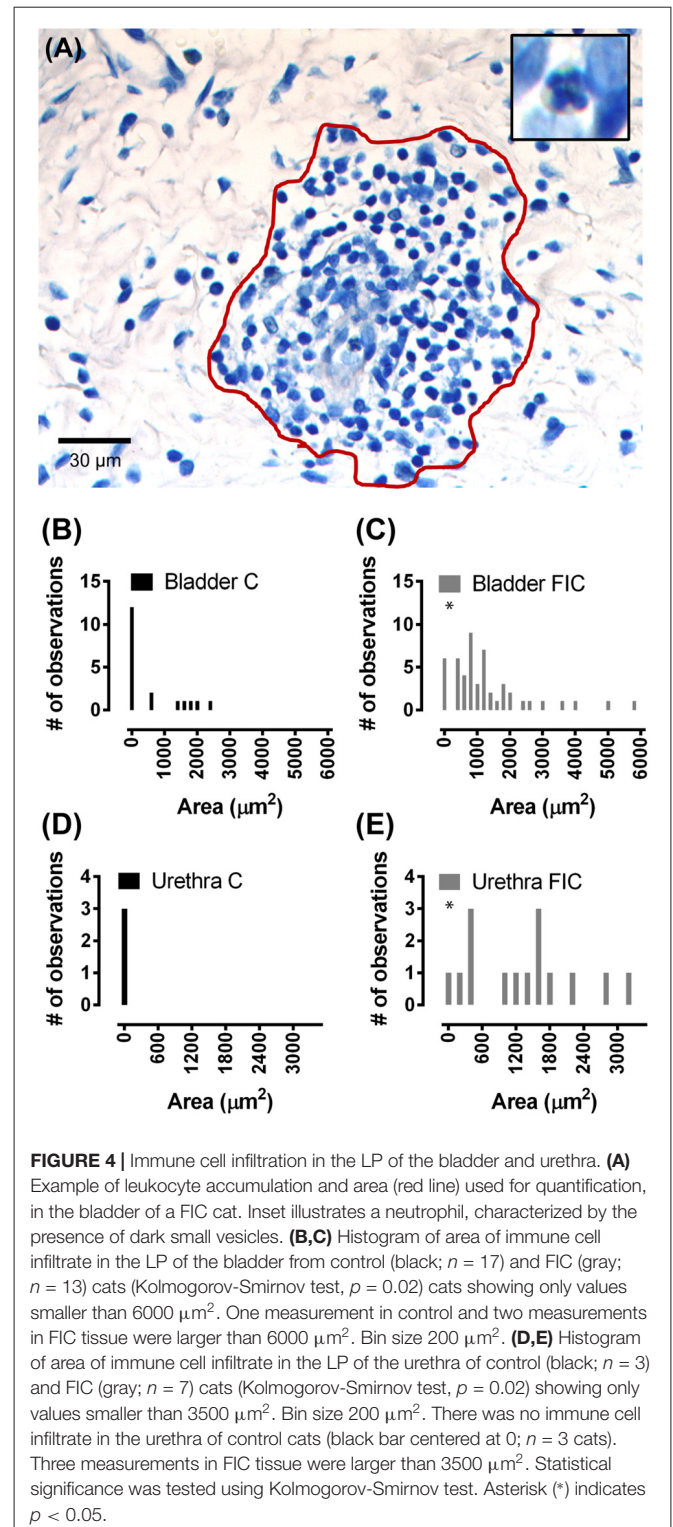 (A)
30 µm
(B)
# of observations
15
10
5
0
Bladder C
0
1000
2000
3000
4000
5000
6000
Area (μm²)
(C)
# of observations
15
10
5
0
Bladder FIC
*
0
1000
2000
3000
4000
5000
6000
Area (μm²)
(D)
# of observations
4
3
2
1
0
Urethra C
0
600
1200
1800
2400
3000
Area (μm²)
(E)
# of observations
4
3
2
1
0
Urethra FIC
*
0
600
1200
1800
2400
3000
Area (μm²)
FIGURE 4 | Immune cell infiltration in the LP of the bladder and urethra. (A)
Example of leukocyte accumulation and area (red line) used for quantification,
in the bladder of a FIC cat. Inset illustrates a neutrophil, characterized by the
presence of dark small vesicles. (B,C) Histogram of area of immune cell
infiltrate in the LP of the bladder from control (black; n = 17) and FIC (gray;
n = 13) cats (Kolmogorov-Smirnov test, p = 0.02) cats showing only values
smaller than 6000 μm². One measurement in control and two measurements
in FIC tissue were larger than 6000 μm². Bin size 200 μm². (D,E) Histogram
of area of immune cell infiltrate in the LP of the urethra of control (black; n = 3)
and FIC (gray; n = 7) cats (Kolmogorov-Smirnov test, p = 0.02) showing only
values smaller than 3500 μm². Bin size 200 μm². There was no immune cell
infiltrate in the urethra of control cats (black bar centered at 0; n = 3 cats).
Three measurements in FIC tissue were larger than 3500 μm². Statistical
significance was tested using Kolmogorov-Smirnov test. Asterisk (*) indicates
p < 0.05.